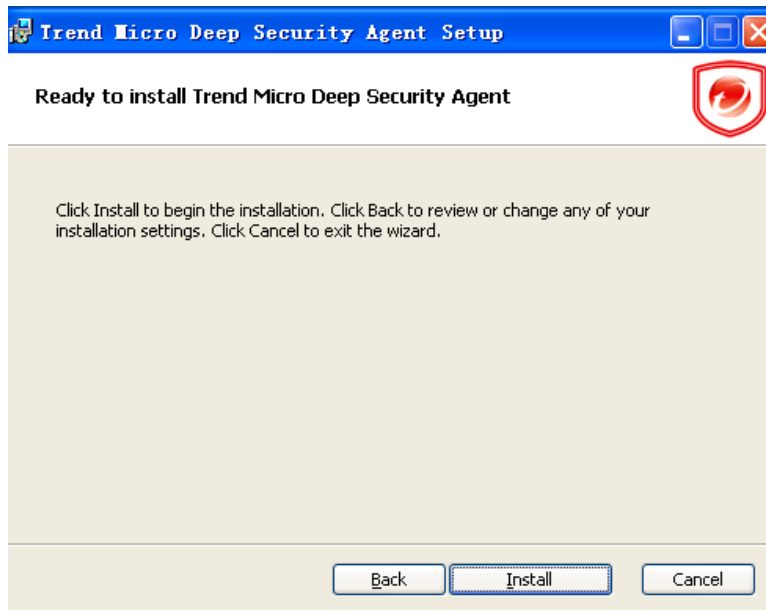 Trend Micro Deep Security Agent Setup
Ready to install Trend Micro Deep Security Agent
Click Install to begin the installation. Click Back to review or change any of your
installation settings. Click Cancel to exit the wizard.
Back Install Cancel